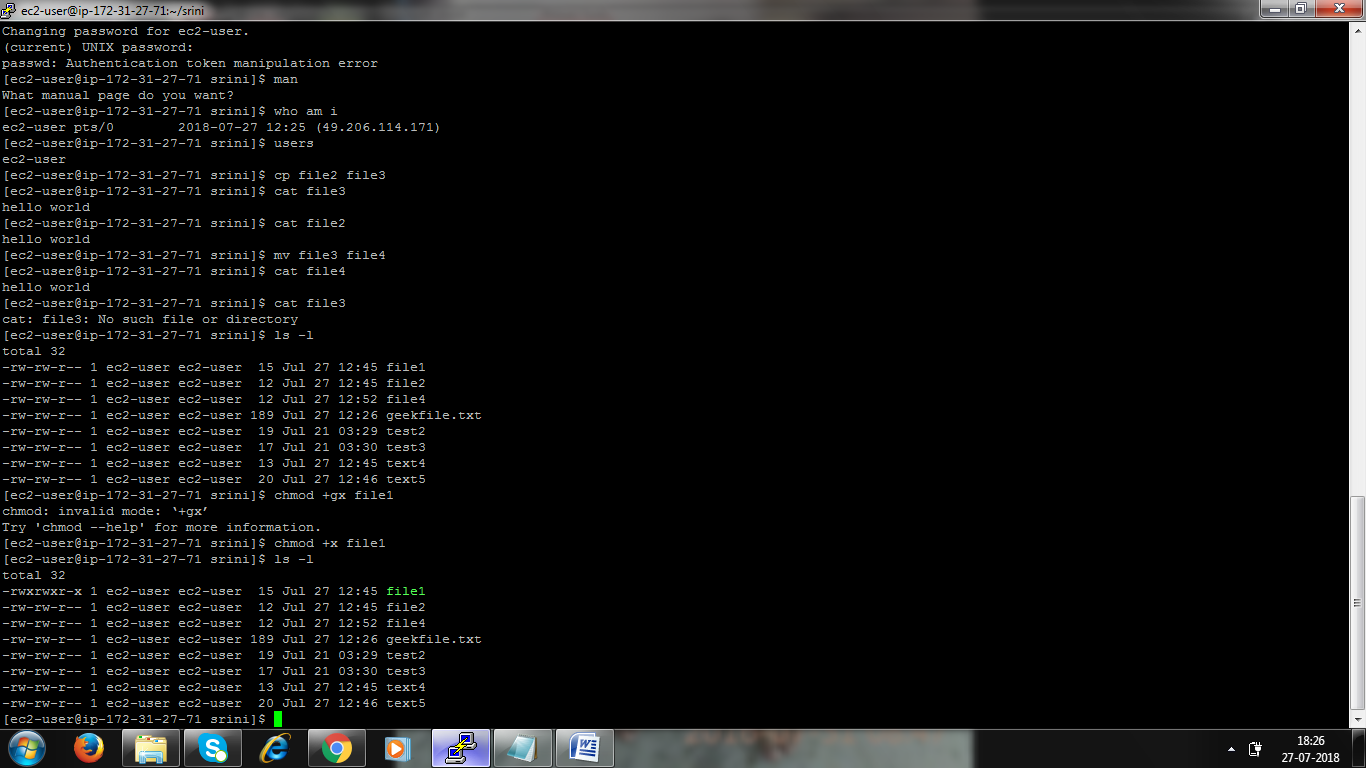 ec2-user@ip-172-31-27-71:~/srini
Changing password for ec2-user.
(current) UNIX password:
passwd: Authentication token manipulation error
[ec2-user@ip-172-31-27-71 srini]$ man
What manual page do you want?
[ec2-user@ip-172-31-27-71 srini]$ who am i
ec2-user pts/0        2018-07-27 12:25 (49.206.114.171)
[ec2-user@ip-172-31-27-71 srini]$ users
ec2-user
[ec2-user@ip-172-31-27-71 srini]$ cp file2 file3
[ec2-user@ip-172-31-27-71 srini]$ cat file3
hello world
[ec2-user@ip-172-31-27-71 srini]$ cat file2
hello world
[ec2-user@ip-172-31-27-71 srini]$ mv file3 file4
[ec2-user@ip-172-31-27-71 srini]$ cat file4
hello world
[ec2-user@ip-172-31-27-71 srini]$ cat file3
cat: file3: No such file or directory
[ec2-user@ip-172-31-27-71 srini]$ ls -l
total 32
-rw-rw-r-- 1 ec2-user ec2-user  15 Jul 27 12:45 file1
-rw-rw-r-- 1 ec2-user ec2-user  12 Jul 27 12:45 file2
-rw-rw-r-- 1 ec2-user ec2-user  12 Jul 27 12:52 file4
-rw-rw-r-- 1 ec2-user ec2-user 189 Jul 27 12:26 geekfile.txt
-rw-rw-r-- 1 ec2-user ec2-user  19 Jul 21 03:29 test2
-rw-rw-r-- 1 ec2-user ec2-user  17 Jul 21 03:30 test3
-rw-rw-r-- 1 ec2-user ec2-user  13 Jul 27 12:45 text4
-rw-rw-r-- 1 ec2-user ec2-user  20 Jul 27 12:46 text5
[ec2-user@ip-172-31-27-71 srini]$ chmod +gx file1
chmod: invalid mode: ‘+gx’
Try 'chmod --help' for more information.
[ec2-user@ip-172-31-27-71 srini]$ chmod +x file1
[ec2-user@ip-172-31-27-71 srini]$ ls -l
total 32
-rwxrwxr-x 1 ec2-user ec2-user  15 Jul 27 12:45 file1
-rw-rw-r-- 1 ec2-user ec2-user  12 Jul 27 12:45 file2
-rw-rw-r-- 1 ec2-user ec2-user  12 Jul 27 12:52 file4
-rw-rw-r-- 1 ec2-user ec2-user 189 Jul 27 12:26 geekfile.txt
-rw-rw-r-- 1 ec2-user ec2-user  19 Jul 21 03:29 test2
-rw-rw-r-- 1 ec2-user ec2-user  17 Jul 21 03:30 test3
-rw-rw-r-- 1 ec2-user ec2-user  13 Jul 27 12:45 text4
-rw-rw-r-- 1 ec2-user ec2-user  20 Jul 27 12:46 text5
[ec2-user@ip-172-31-27-71 srini]$
18:26
27-07-2018